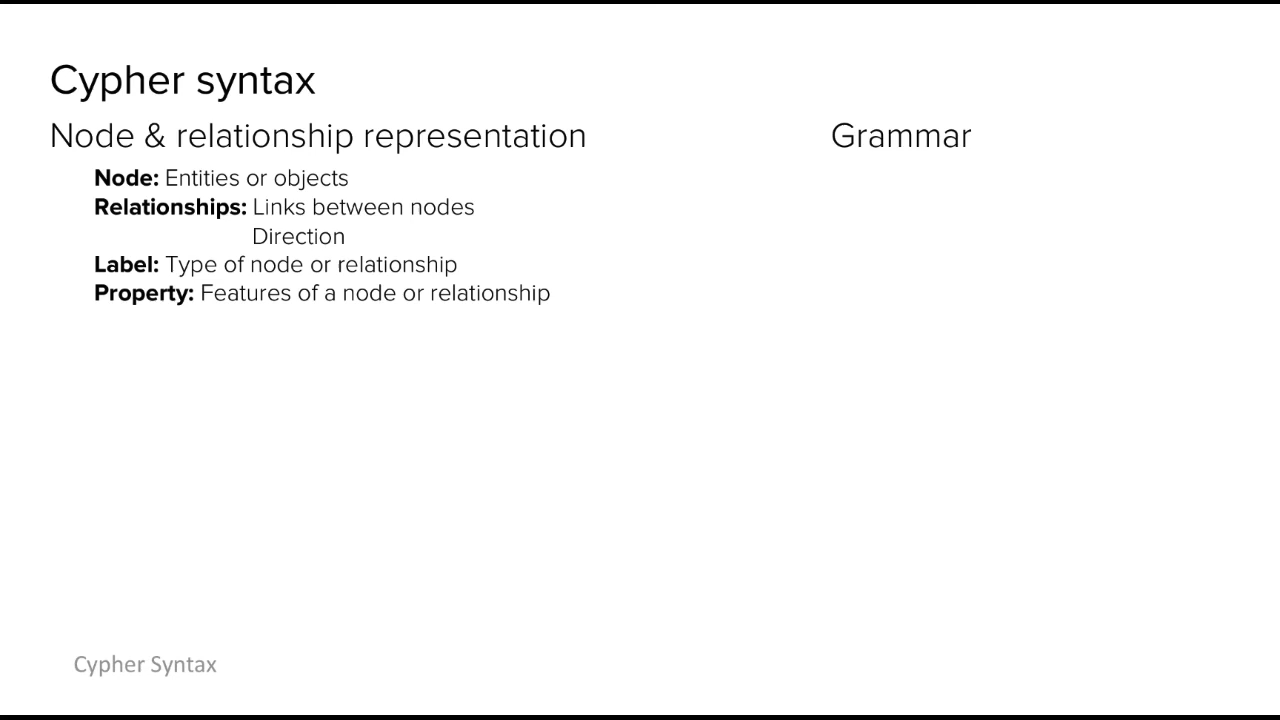 Cypher syntax
Node & relationship representation
Node: Entities or objects
Relationships: Links between nodes
Direction
Label: Type of node or relationship
Property: Features of a node or relationship
Grammar
Cypher Syntax